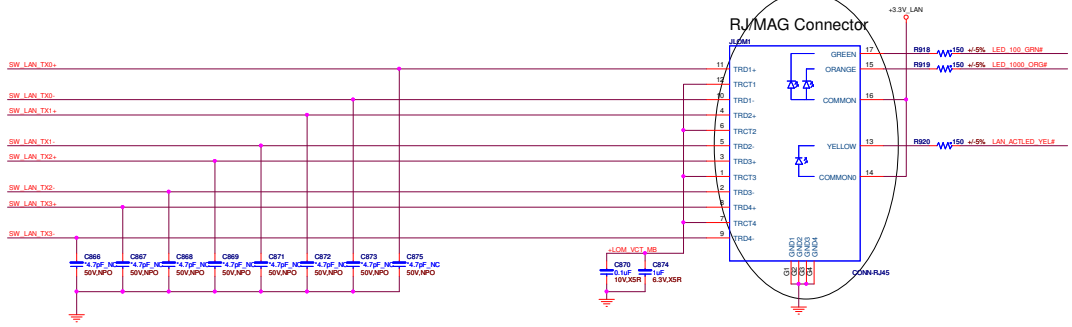 +3.3V_LAN
RJ/MAG Connector
JLOM1
SW_LAN_TX0+
11 TRD1+
12 TRCT1
SW_LAN_TX0-
10 TRD1-
SW_LAN_TX1+
4 TRD2+
6 TRCT2
SW_LAN_TX1-
5 TRD2-
SW_LAN_TX2+
3 TRD3+
1 TRCT3
SW_LAN_TX2-
2 TRD3-
SW_LAN_TX3+
8 TRD4+
7 TRCT4
SW_LAN_TX3-
9 TRD4-
GREEN 17 R918 150 +/-5% LED_100_GRN#
ORANGE 15 R919 150 +/-5% LED_1000_ORG#
COMMON 16
YELLOW 13 R920 150 +/-5% LAN_ACTLED_YEL#
COMMON0 14
GND1
GND2
GND3
GND4
G1
G2
G3
G4
CONN-RJ45
+LOM_VCT_MB
C866
*4.7pF_NC
50V,NPO
C867
*4.7pF_NC
50V,NPO
C868
*4.7pF_NC
50V,NPO
C869
*4.7pF_NC
50V,NPO
C871
*4.7pF_NC
50V,NPO
C872
*4.7pF_NC
50V,NPO
C873
*4.7pF_NC
50V,NPO
C875
*4.7pF_NC
50V,NPO
C870
0.1uF
10V,X5R
C874
1uF
6.3V,X5R